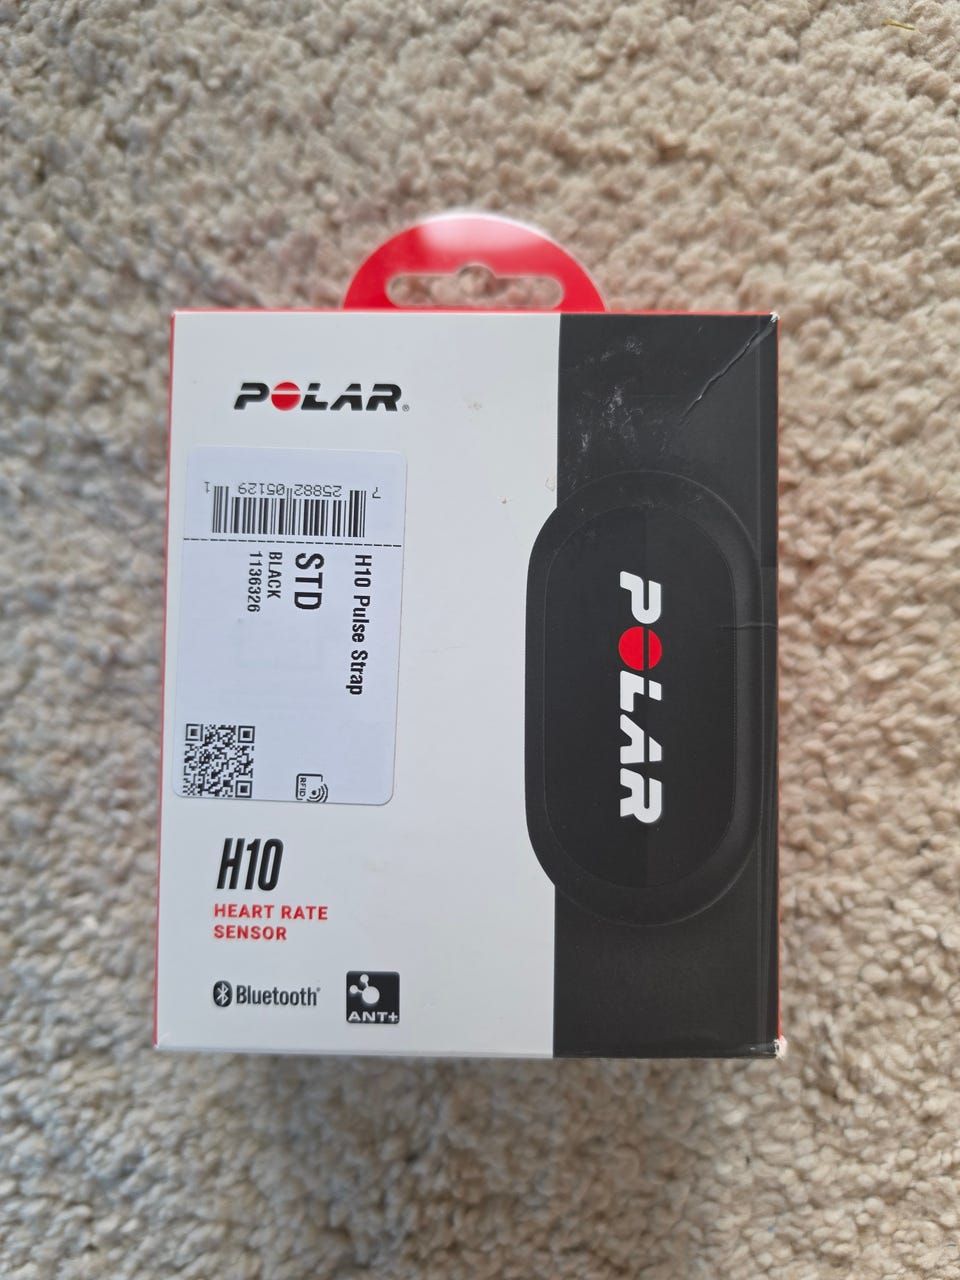 POLAR®
7 25882 05129 1
H10 Pulse Strap
STD
BLACK
1136326
RFID
POLAR
H10
HEART RATE
SENSOR
Bluetooth®
ANT+